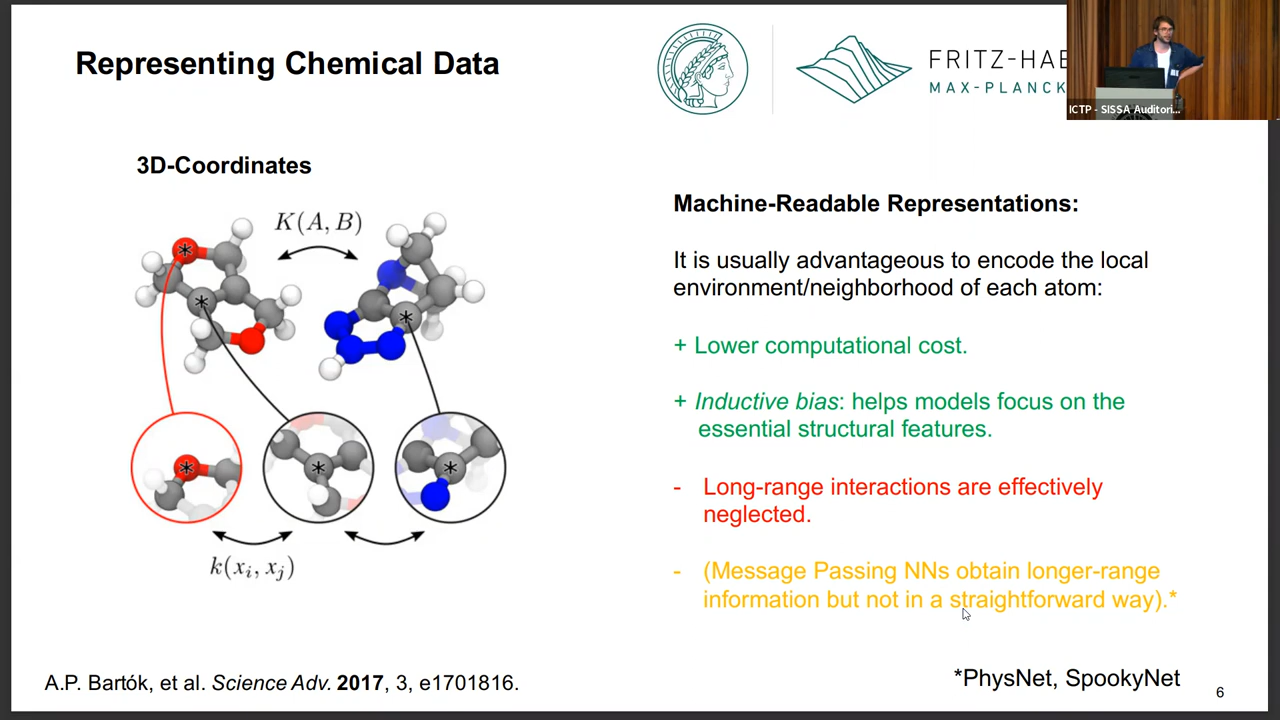 Representing Chemical Data
FRITZ-HAB
MAX-PLANCK
ICTP - SISSA Auditori...
3D-Coordinates
K(A, B)
k(x_i, x_j)
Machine-Readable Representations:
It is usually advantageous to encode the local
environment/neighborhood of each atom:
+ Lower computational cost.
+ Inductive bias: helps models focus on the
essential structural features.
- Long-range interactions are effectively
neglected.
- (Message Passing NNs obtain longer-range
information but not in a straightforward way).*
A.P. Bartók, et al. Science Adv. 2017, 3, e1701816.
*PhysNet, SpookyNet
6